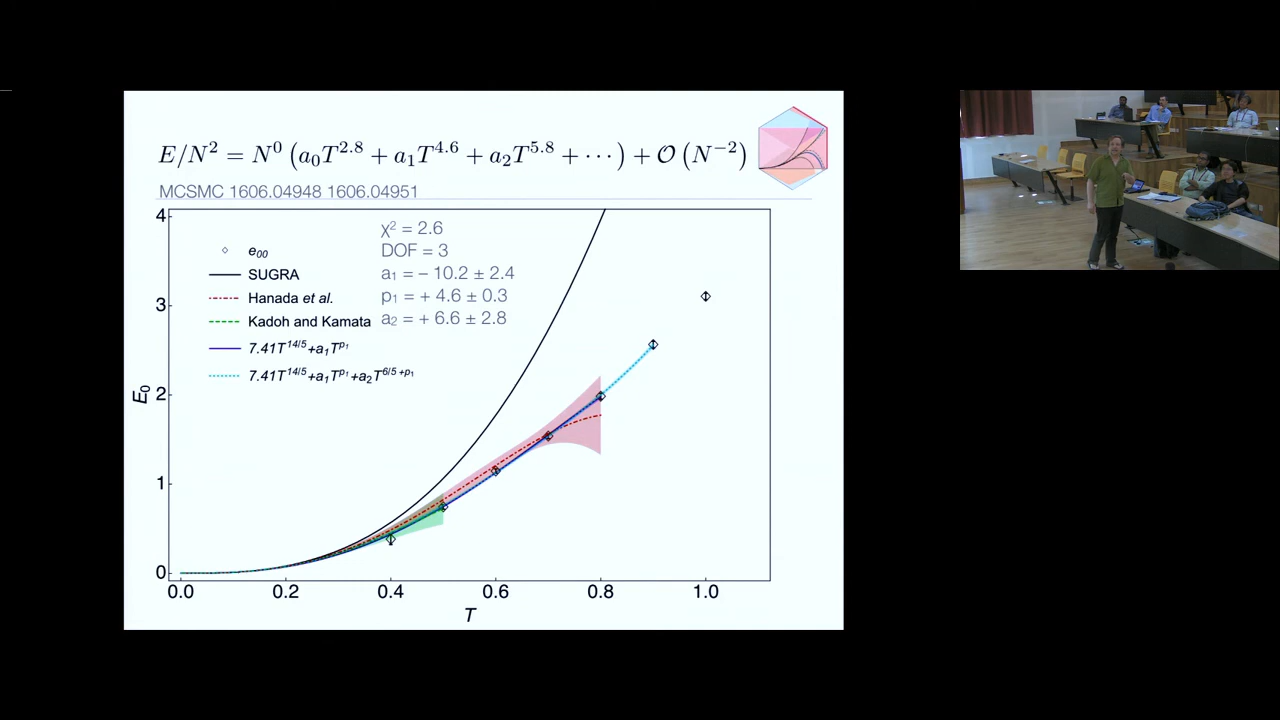 E/N² = N⁰ (a₀T^2.8 + a₁T^4.6 + a₂T^5.8 + ···) + O (N⁻²)
MCSMC 1606.04948 1606.04951
χ² = 2.6
DOF = 3
a₁ = − 10.2 ± 2.4
p₁ = + 4.6 ± 0.3
a₂ = + 6.6 ± 2.8
e₀₀
SUGRA
Hanada et al.
Kadoh and Kamata
7.41T^14/5+a₁T^p₁
7.41T^14/5+a₁T^p₁+a₂T^6/5+p₁
E₀
4
3
2
1
0
0.0 0.2 0.4 0.6 0.8 1.0
T